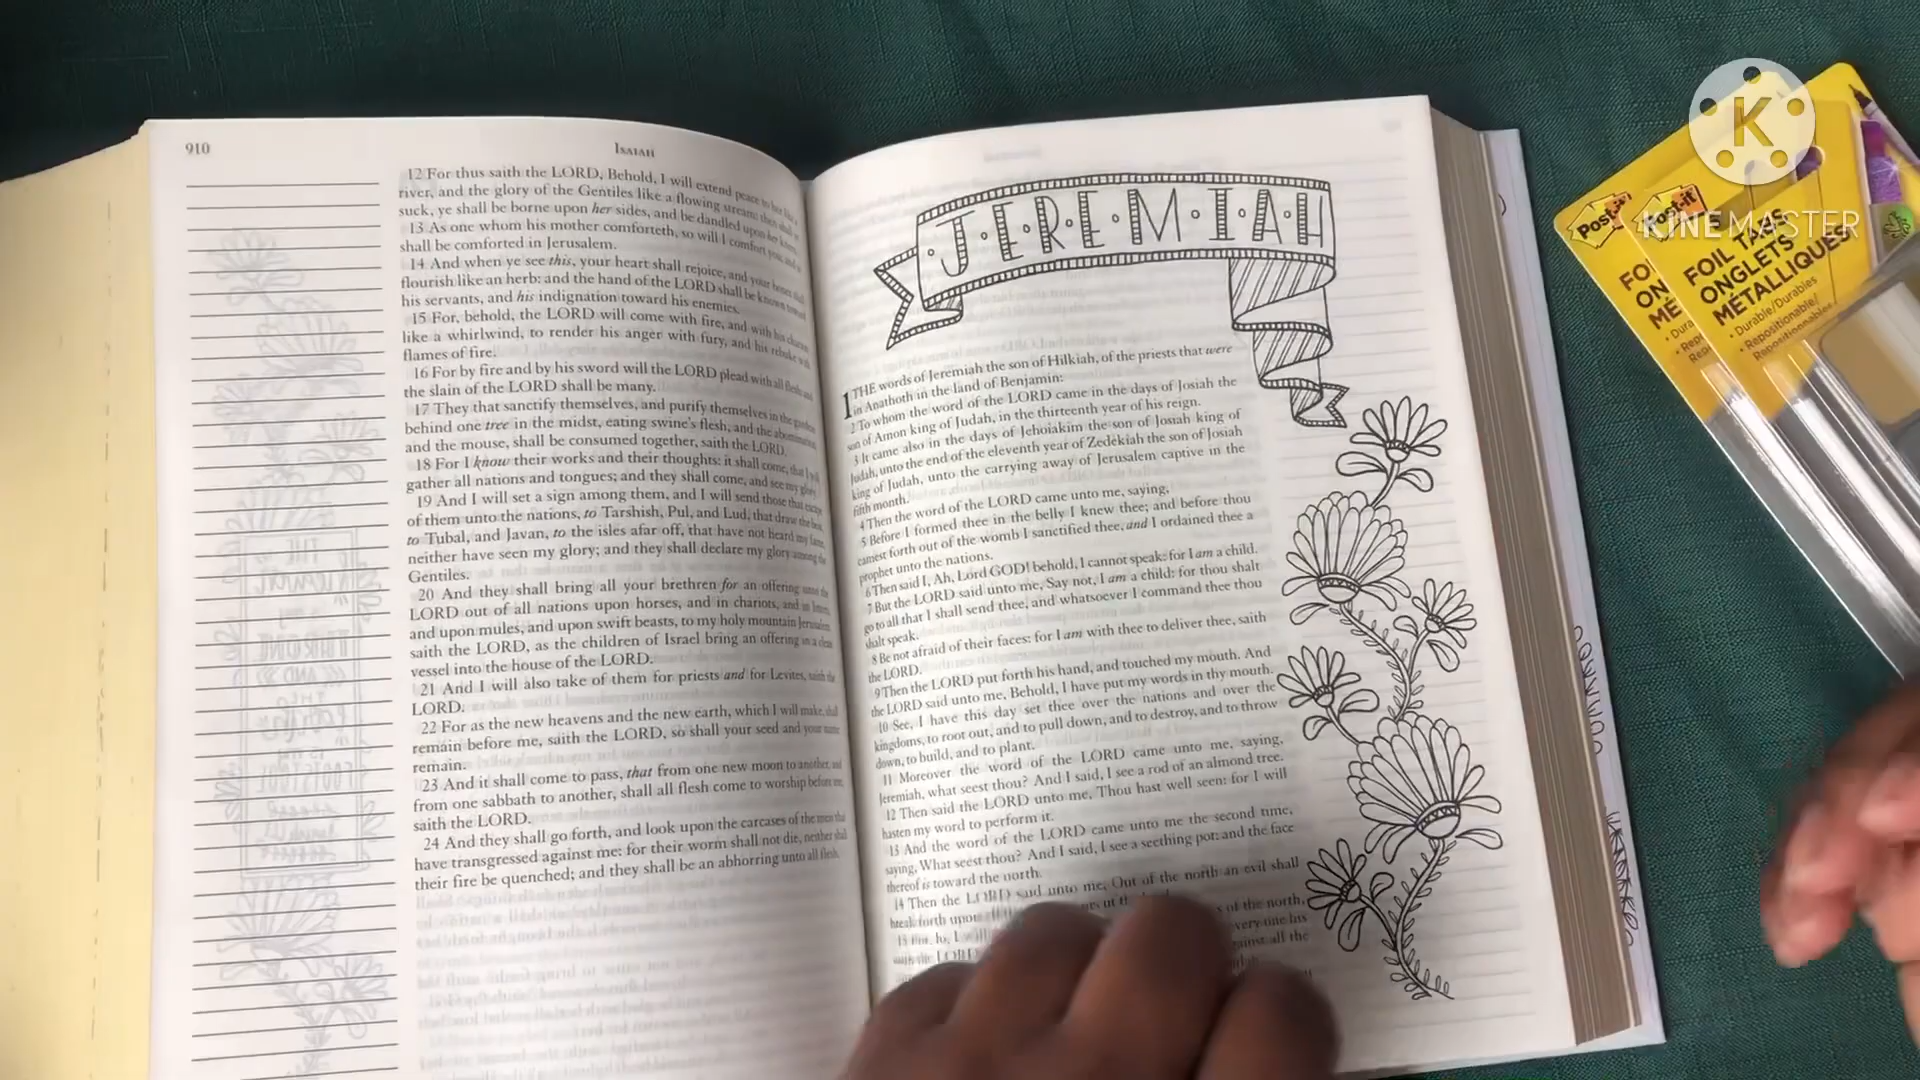 910
ISAIAH
12 For thus saith the LORD, Behold, I will extend peace to her like a
river, and the glory of the Gentiles like a flowing stream: then shall ye
suck, ye shall be borne upon her sides, and be dandled upon her knees.
13 As one whom his mother comforteth, so will I comfort you; and ye
shall be comforted in Jerusalem.
14 And when ye see this, your heart shall rejoice, and your bones shall
flourish like an herb: and the hand of the LORD shall be known toward
his servants, and his indignation toward his enemies.
15 For, behold, the LORD will come with fire, and with his chariots
like a whirlwind, to render his anger with fury, and his rebuke with
flames of fire.
16 For by fire and by his sword will the LORD plead with all flesh: and
the slain of the LORD shall be many.
17 They that sanctify themselves, and purify themselves in the gardens
behind one tree in the midst, eating swine's flesh, and the abomination,
and the mouse, shall be consumed together, saith the LORD.
18 For I know their works and their thoughts: it shall come, that I will
gather all nations and tongues; and they shall come, and see my glory.
19 And I will set a sign among them, and I will send those that escape
of them unto the nations, to Tarshish, Pul, and Lud, that draw the bow,
to Tubal, and Javan, to the isles afar off, that have not heard my fame,
neither have seen my glory; and they shall declare my glory among the
Gentiles.
20 And they shall bring all your brethren for an offering unto the
LORD out of all nations upon horses, and in chariots, and in litters,
and upon mules, and upon swift beasts, to my holy mountain Jerusalem,
saith the LORD, as the children of Israel bring an offering in a clean
vessel into the house of the LORD.
21 And I will also take of them for priests and for Levites, saith the
LORD.
22 For as the new heavens and the new earth, which I will make, shall
remain before me, saith the LORD, so shall your seed and your name
remain.
23 And it shall come to pass, that from one new moon to another, and
from one sabbath to another, shall all flesh come to worship before me,
saith the LORD.
24 And they shall go forth, and look upon the carcases of the men that
have transgressed against me: for their worm shall not die, neither shall
their fire be quenched; and they shall be an abhorring unto all flesh.
J·E·R·E·M·I·A·H
1 THE words of Jeremiah the son of Hilkiah, of the priests that were
in Anathoth in the land of Benjamin:
2 To whom the word of the LORD came in the days of Josiah the
son of Amon king of Judah, in the thirteenth year of his reign.
3 It came also in the days of Jehoiakim the son of Josiah king of
Judah, unto the end of the eleventh year of Zedekiah the son of Josiah
king of Judah, unto the carrying away of Jerusalem captive in the
fifth month.
4 Then the word of the LORD came unto me, saying,
5 Before I formed thee in the belly I knew thee; and before thou
camest forth out of the womb I sanctified thee, and I ordained thee a
prophet unto the nations.
6 Then said I, Ah, Lord GOD! behold, I cannot speak: for I am a child.
7 But the LORD said unto me, Say not, I am a child: for thou shalt
go to all that I shall send thee, and whatsoever I command thee thou
shalt speak.
8 Be not afraid of their faces: for I am with thee to deliver thee, saith
the LORD.
9 Then the LORD put forth his hand, and touched my mouth. And
the LORD said unto me, Behold, I have put my words in thy mouth.
10 See, I have this day set thee over the nations and over the
kingdoms, to root out, and to pull down, and to destroy, and to throw
down, to build, and to plant.
11 Moreover the word of the LORD came unto me, saying,
Jeremiah, what seest thou? And I said, I see a rod of an almond tree.
12 Then said the LORD unto me, Thou hast well seen: for I will
hasten my word to perform it.
13 And the word of the LORD came unto me the second time,
saying, What seest thou? And I said, I see a seething pot; and the face
thereof is toward the north.
14 Then the LORD said unto me, Out of the north an evil shall
break forth upon
of the north,
15 For, lo, I
every one his
the LORD
against all the
Post-it
Post-it
FOIL
TABS
ONGLETS
MÉTALLIQUES
• Durable/Durables
• Repositionable/
Repositionnables
KINEMASTER
K